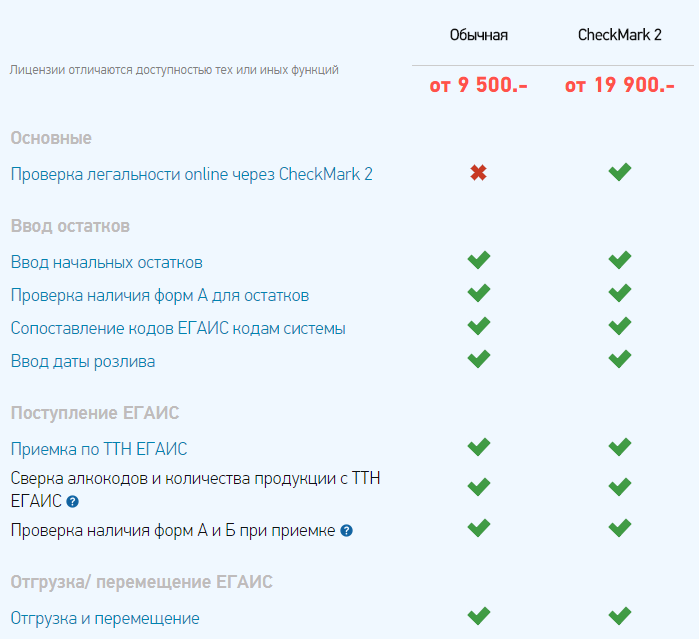 Обычная CheckMark 2
Лицензии отличаются доступностью тех или иных функций
от 9 500.- от 19 900.-
Основные
Проверка легальности online через CheckMark 2
Ввод остатков
Ввод начальных остатков
Проверка наличия форм А для остатков
Сопоставление кодов ЕГАИС кодам системы
Ввод даты розлива
Поступление ЕГАИС
Приемка по ТТН ЕГАИС
Сверка алкокодов и количества продукции с ТТН
ЕГАИС ?
Проверка наличия форм А и Б при приемке ?
Отгрузка/ перемещение ЕГАИС
Отгрузка и перемещение